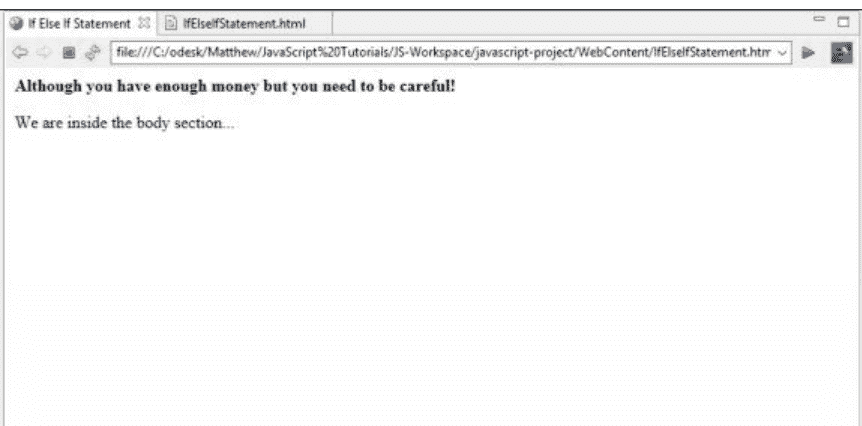 If Else If Statement
IfElseIfStatement.html
file:///C:/odesk/Matthew/JavaScript%20Tutorials/JS-Workspace/javascript-project/WebContent/IfElseIfStatement.htm
Although you have enough money but you need to be careful!
We are inside the body section...